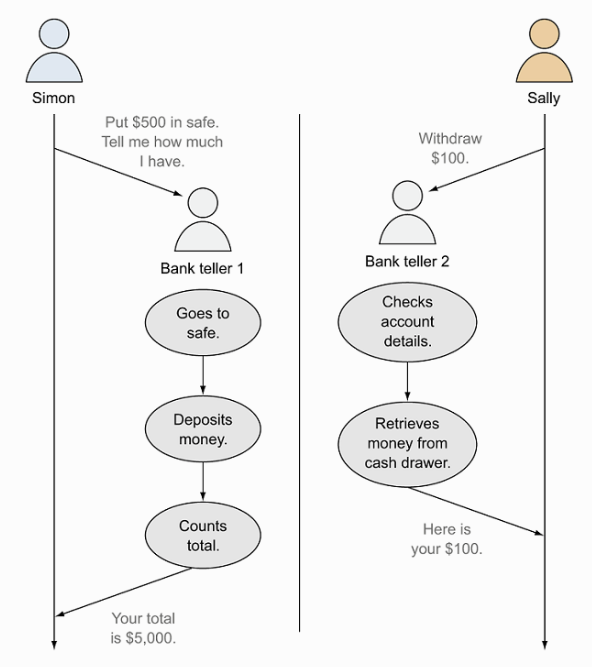 Simon
Put $500 in safe.
Tell me how much
I have.
Bank teller 1
Goes to
safe.
Deposits
money.
Counts
total.
Your total
is $5,000.
Sally
Withdraw
$100.
Bank teller 2
Checks
account
details.
Retrieves
money from
cash drawer.
Here is
your $100.